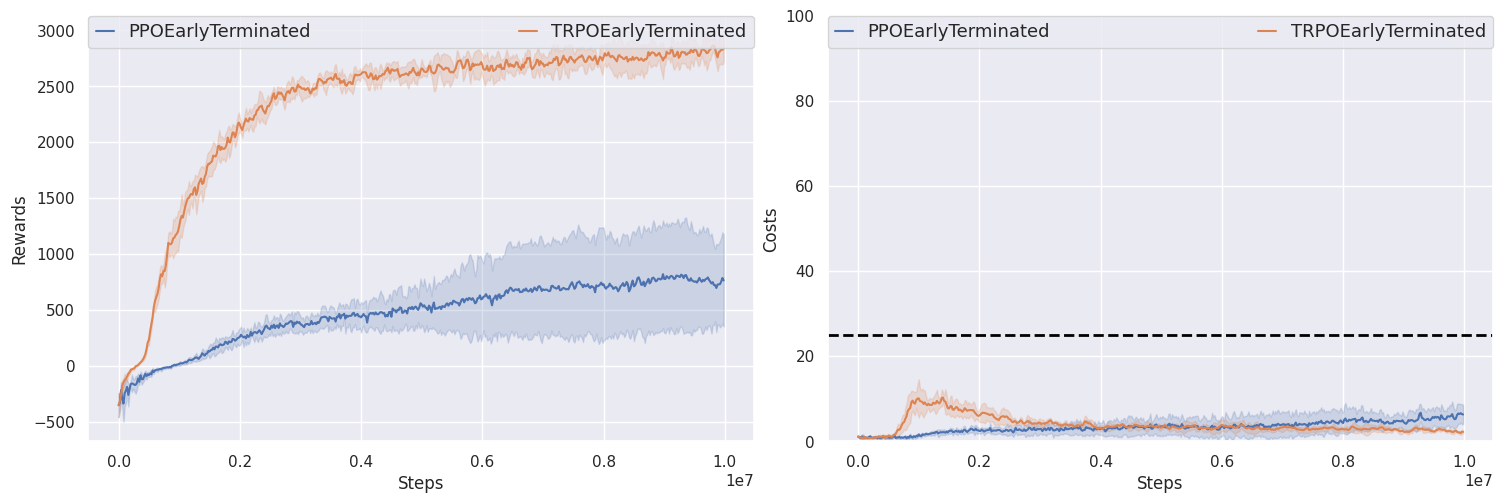 PPOEarlyTerminated TRPOEarlyTerminated
3000
2500
2000
1500
1000
500
0
−500
Rewards
0.0 0.2 0.4 0.6 0.8 1.0
1e7
Steps
PPOEarlyTerminated TRPOEarlyTerminated
100
80
60
40
20
0
Costs
0.0 0.2 0.4 0.6 0.8 1.0
1e7
Steps